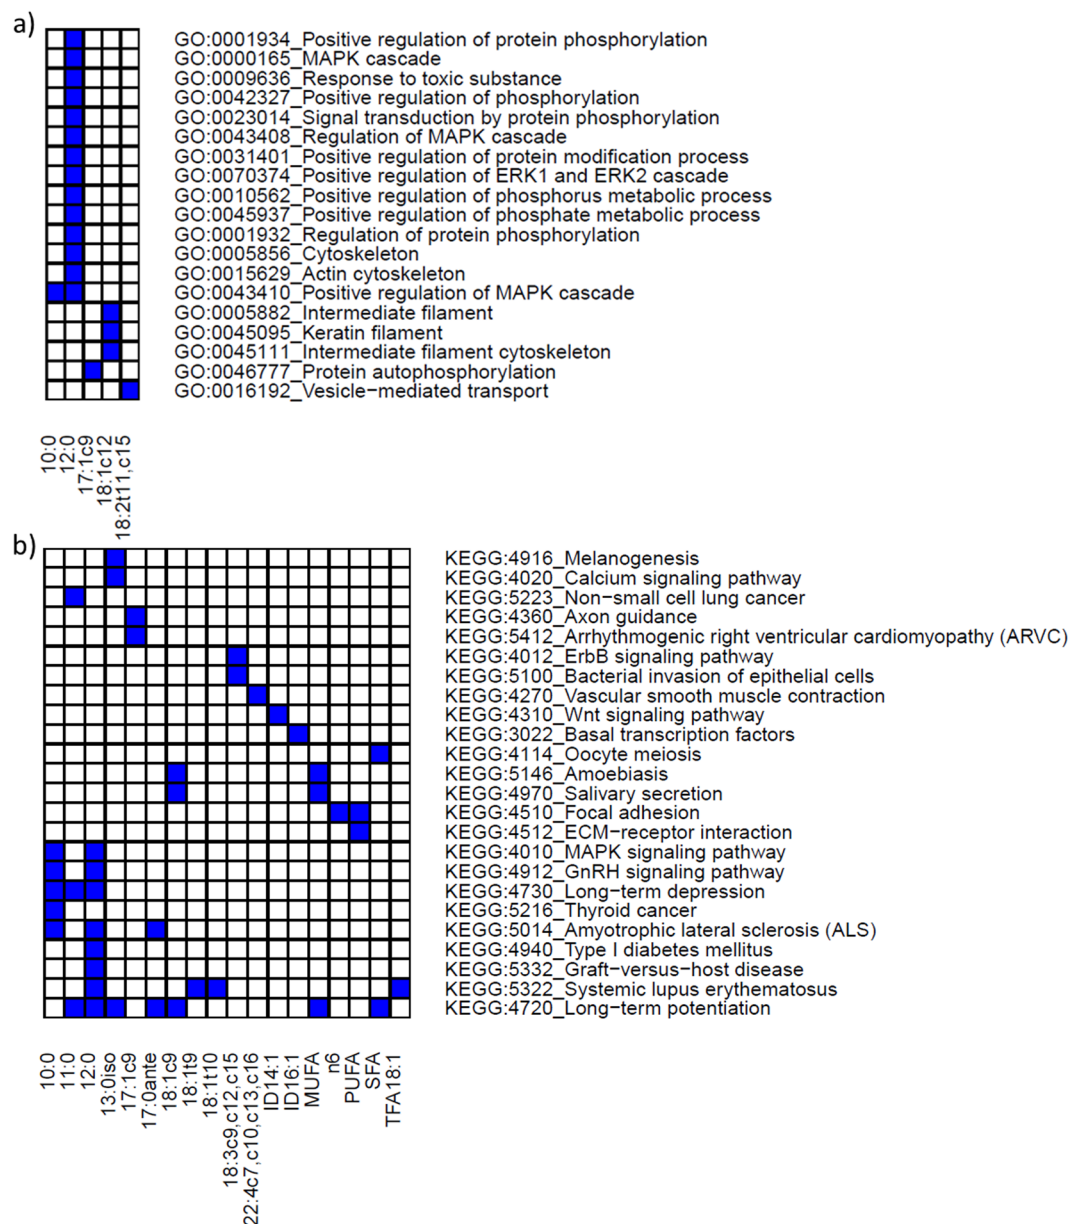 a)
GO:0001934_Positive regulation of protein phosphorylation
GO:0000165_MAPK cascade
GO:0009636_Response to toxic substance
GO:0042327_Positive regulation of phosphorylation
GO:0023014_Signal transduction by protein phosphorylation
GO:0043408_Regulation of MAPK cascade
GO:0031401_Positive regulation of protein modification process
GO:0070374_Positive regulation of ERK1 and ERK2 cascade
GO:0010562_Positive regulation of phosphorus metabolic process
GO:0045937_Positive regulation of phosphate metabolic process
GO:0001932_Regulation of protein phosphorylation
GO:0005856_Cytoskeleton
GO:0015629_Actin cytoskeleton
GO:0043410_Positive regulation of MAPK cascade
GO:0005882_Intermediate filament
GO:0045095_Keratin filament
GO:0045111_Intermediate filament cytoskeleton
GO:0046777_Protein autophosphorylation
GO:0016192_Vesicle−mediated transport
10:0
12:0
17:1c9
18:1c12
18:2t11,c15
b)
KEGG:4916_Melanogenesis
KEGG:4020_Calcium signaling pathway
KEGG:5223_Non−small cell lung cancer
KEGG:4360_Axon guidance
KEGG:5412_Arrhythmogenic right ventricular cardiomyopathy (ARVC)
KEGG:4012_ErbB signaling pathway
KEGG:5100_Bacterial invasion of epithelial cells
KEGG:4270_Vascular smooth muscle contraction
KEGG:4310_Wnt signaling pathway
KEGG:3022_Basal transcription factors
KEGG:4114_Oocyte meiosis
KEGG:5146_Amoebiasis
KEGG:4970_Salivary secretion
KEGG:4510_Focal adhesion
KEGG:4512_ECM−receptor interaction
KEGG:4010_MAPK signaling pathway
KEGG:4912_GnRH signaling pathway
KEGG:4730_Long−term depression
KEGG:5216_Thyroid cancer
KEGG:5014_Amyotrophic lateral sclerosis (ALS)
KEGG:4940_Type I diabetes mellitus
KEGG:5332_Graft−versus−host disease
KEGG:5322_Systemic lupus erythematosus
KEGG:4720_Long−term potentiation
10:0
11:0
12:0
13:0iso
17:1c9
17:0ante
18:1c9
18:1t9
18:1t10
18:3c9,c12,c15
22:4c7,c10,c13,c16
ID14:1
ID16:1
MUFA
n6
PUFA
SFA
TFA18:1